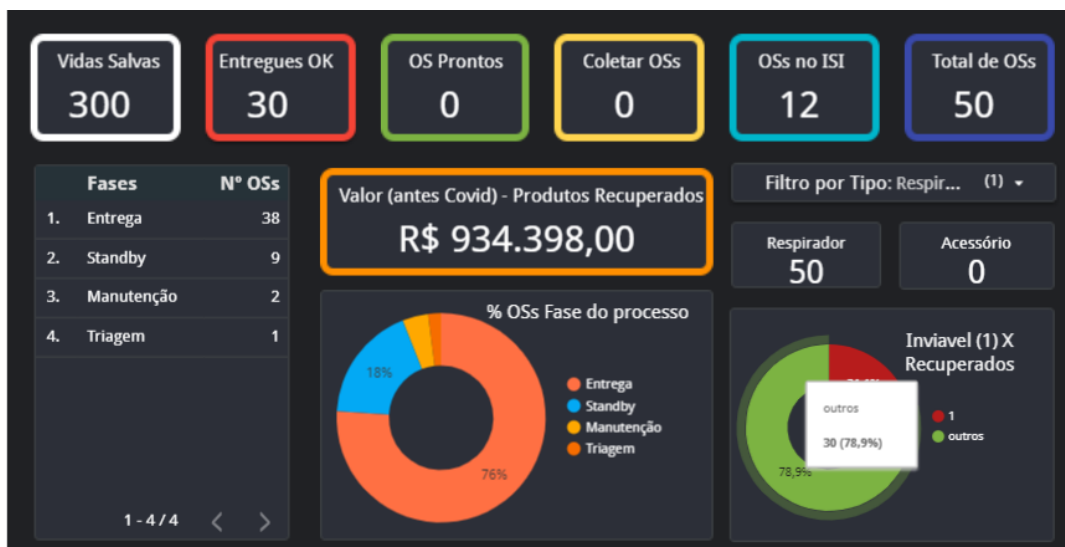 Vidas Salvas
300
Entregues OK
30
OS Prontos
0
Coletar OSs
0
OSs no ISI
12
Total de OSs
50
Fases Nº OSs
1. Entrega 38
2. Standby 9
3. Manutenção 2
4. Triagem 1
1 - 4 / 4
Valor (antes Covid) - Produtos Recuperados
R$ 934.398,00
% OSs Fase do processo
18%
76%
Entrega
Standby
Manutenção
Triagem
Filtro por Tipo: Respir... (1)
Respirador
50
Acessório
0
Inviavel (1) X
Recuperados
outros
30 (78,9%)
78,9%
1
outros